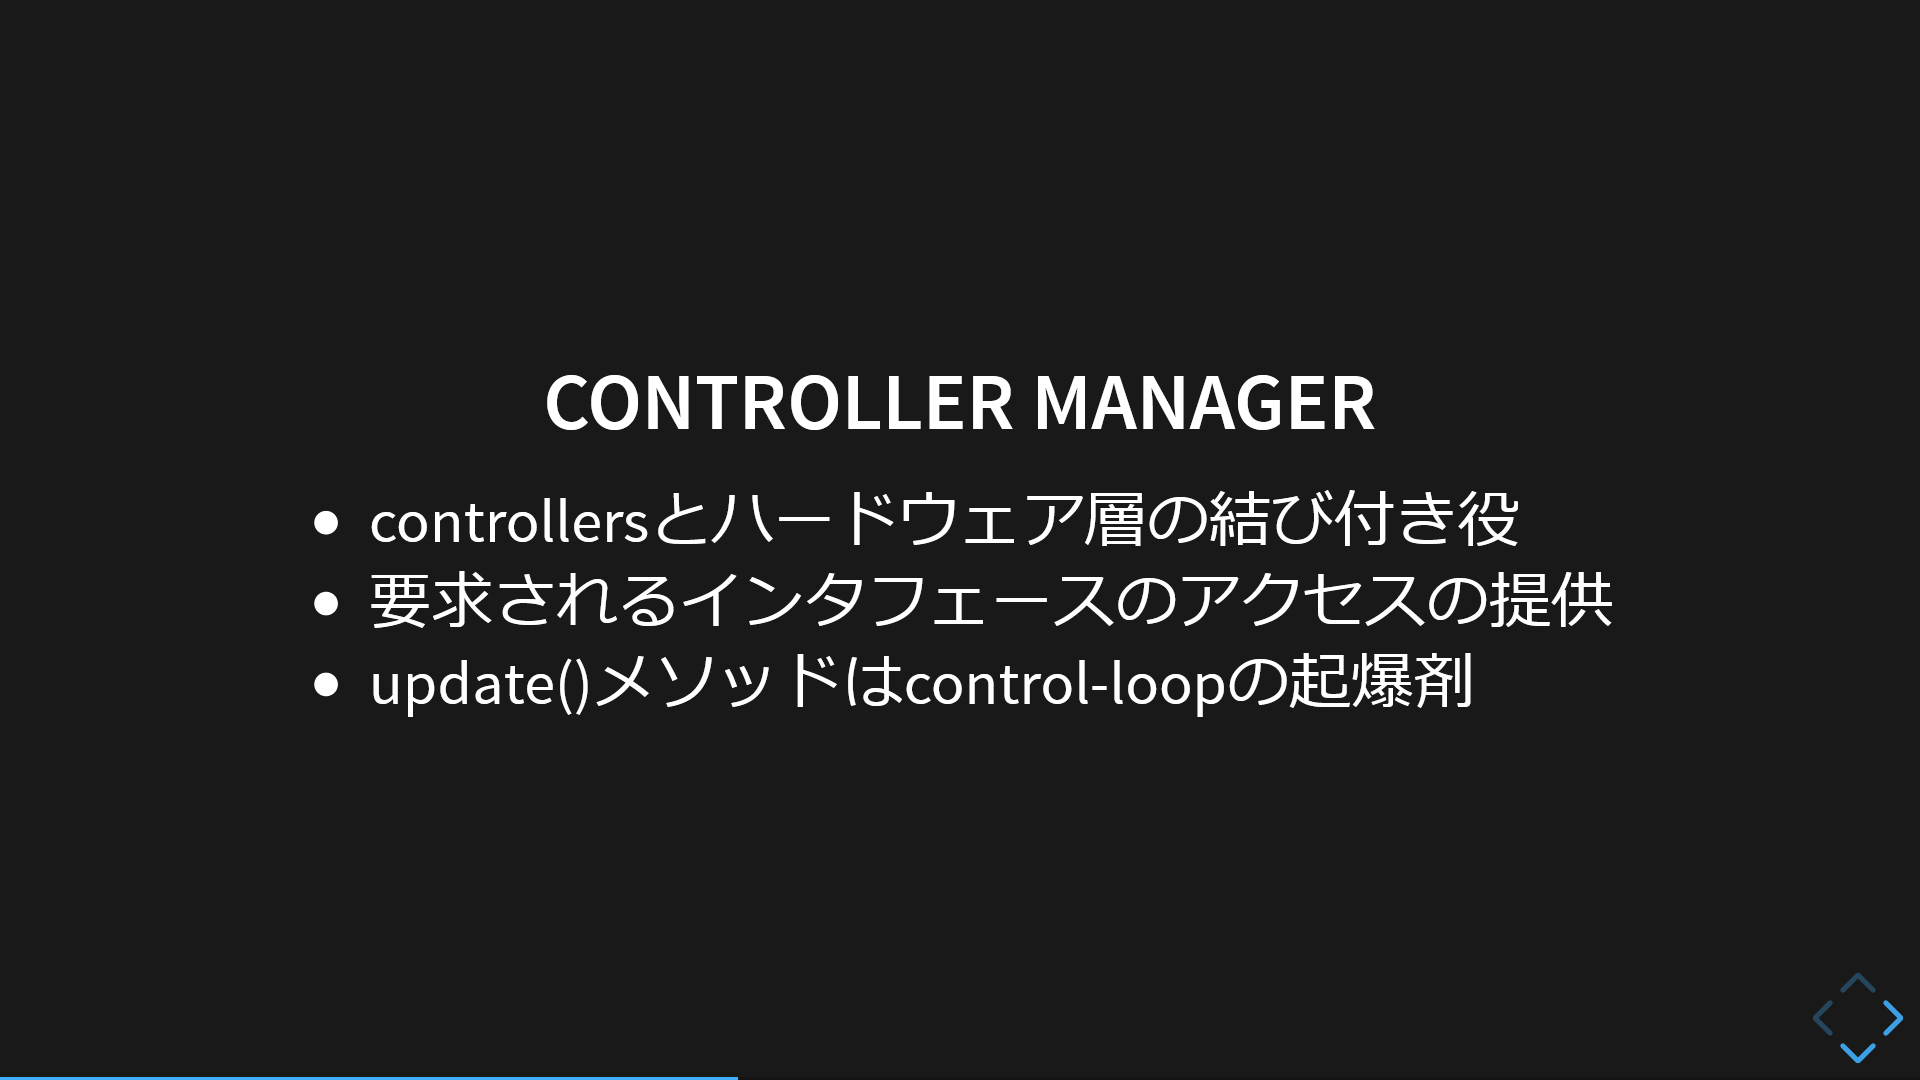 CONTROLLER MANAGER
controllersとハードウェア層の結び付き役
要求されるインタフェースのアクセスの提供
update()メソッドはcontrol-loopの起爆剤